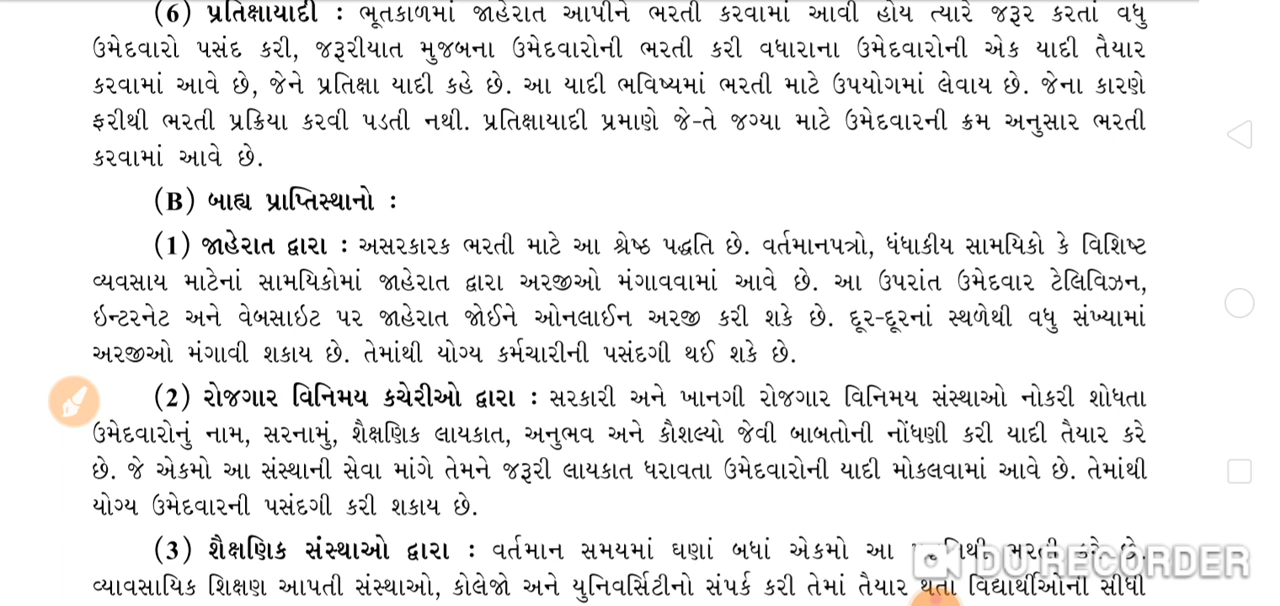 (6) પ્રતિક્ષાયાદી : ભૂતકાળમાં જાહેરાત આપીને ભરતી કરવામાં આવી હોય ત્યારે જરૂર કરતાં વધુ
ઉમેદવારો પસંદ કરી, જરૂરીયાત મુજબના ઉમેદવારોની ભરતી કરી વધારાના ઉમેદવારોની એક યાદી તૈયાર
કરવામાં આવે છે, જેને પ્રતિક્ષા યાદી કહે છે. આ યાદી ભવિષ્યમાં ભરતી માટે ઉપયોગમાં લેવાય છે. જેના કારણે
ફરીથી ભરતી પ્રક્રિયા કરવી પડતી નથી. પ્રતિક્ષાયાદી પ્રમાણે જે-તે જગ્યા માટે ઉમેદવારની ક્રમ અનુસાર ભરતી
કરવામાં આવે છે.
(B) બાહ્ય પ્રાપ્તિસ્થાનો :
(1) જાહેરાત દ્વારા : અસરકારક ભરતી માટે આ શ્રેષ્ઠ પદ્ધતિ છે. વર્તમાનપત્રો, ધંધાકીય સામયિકો કે વિશિષ્ટ
વ્યવસાય માટેનાં સામયિકોમાં જાહેરાત દ્વારા અરજીઓ મંગાવવામાં આવે છે. આ ઉપરાંત ઉમેદવાર ટેલિવિઝન,
ઇન્ટરનેટ અને વેબસાઇટ પર જાહેરાત જોઈને ઓનલાઈન અરજી કરી શકે છે. દૂર-દૂરનાં સ્થળેથી વધુ સંખ્યામાં
અરજીઓ મંગાવી શકાય છે. તેમાંથી યોગ્ય કર્મચારીની પસંદગી થઈ શકે છે.
(2) રોજગાર વિનિમય કચેરીઓ દ્વારા : સરકારી અને ખાનગી રોજગાર વિનિમય સંસ્થાઓ નોકરી શોધતા
ઉમેદવારોનું નામ, સરનામું, શૈક્ષણિક લાયકાત, અનુભવ અને કૌશલ્યો જેવી બાબતોની નોંધણી કરી યાદી તૈયાર કરે
છે. જે એકમો આ સંસ્થાની સેવા માંગે તેમને જરૂરી લાયકાત ધરાવતા ઉમેદવારોની યાદી મોકલવામાં આવે છે. તેમાંથી
યોગ્ય ઉમેદવારની પસંદગી કરી શકાય છે.
(3) શૈક્ષણિક સંસ્થાઓ દ્વારા : વર્તમાન સમયમાં ઘણાં બધાં એકમો આ
DU RECORDER
વ્યાવસાયિક શિક્ષણ આપતી સંસ્થાઓ, કોલેજો અને યુનિવર્સિટીનો સંપર્ક કરી તેમાં તૈયાર થતા વિદ્યાર્થીઓની સીધી